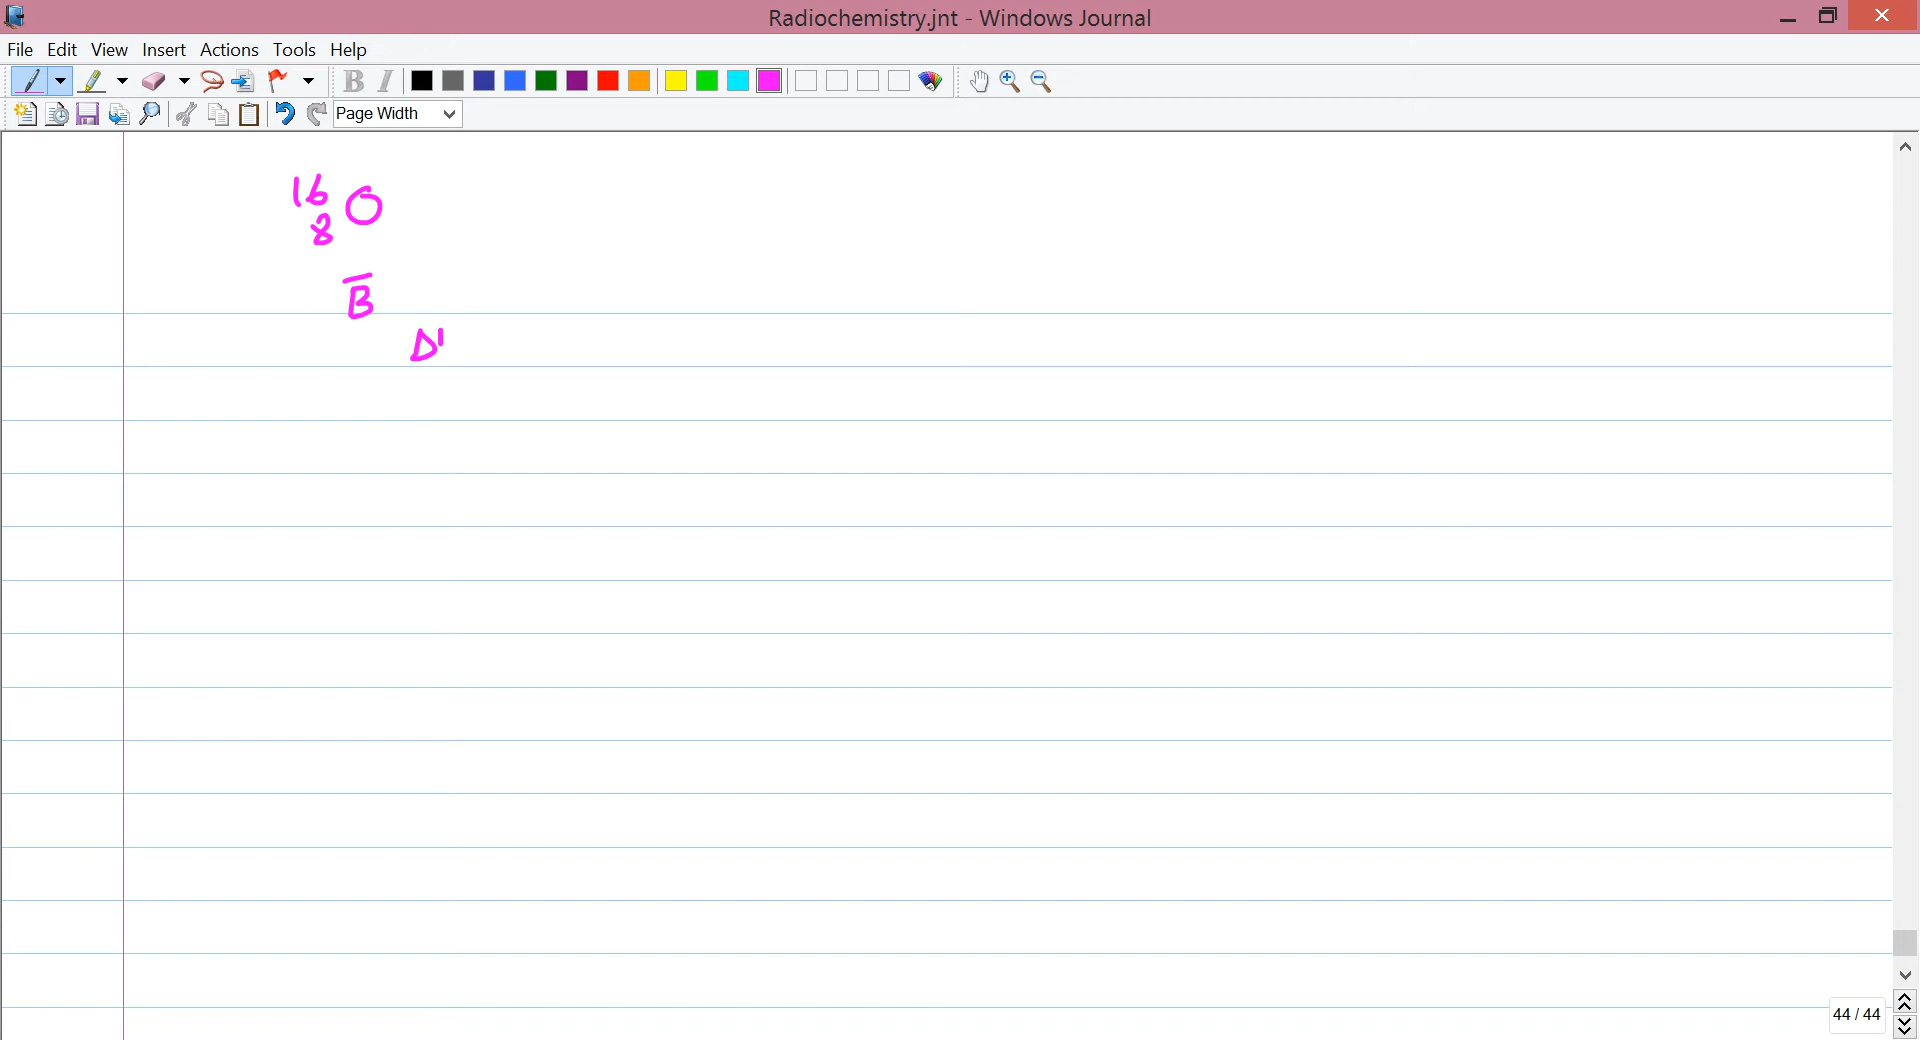 Radiochemistry.jnt - Windows Journal
File Edit View Insert Actions Tools Help
B I
Page Width
16
8 O
B̅
Δ
44 / 44